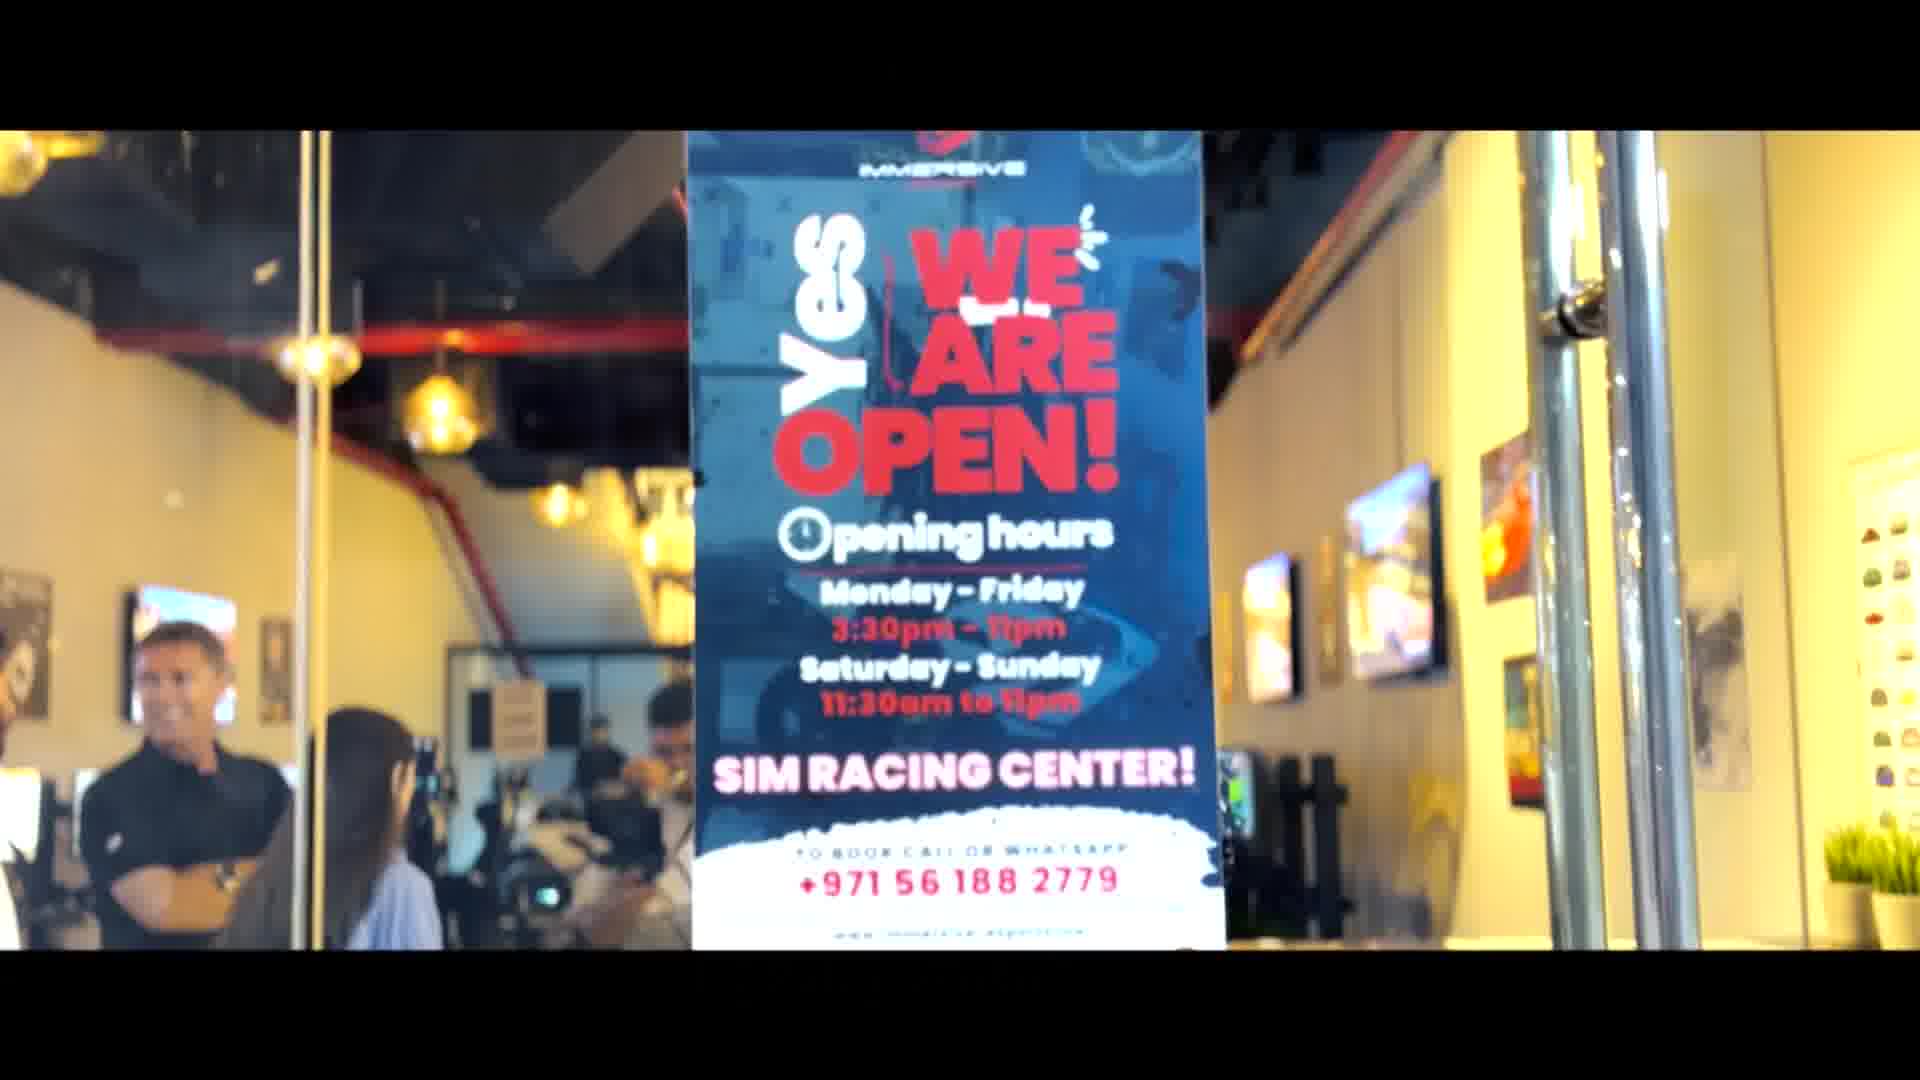 IMMERSIVE
Yes
WE
ARE
OPEN!
Opening hours
Monday - Friday
3:30pm - 11pm
Saturday - Sunday
11:30am to 11pm
SIM RACING CENTER!
TO BOOK CALL OR WHATSAPP
+971 56 188 2779